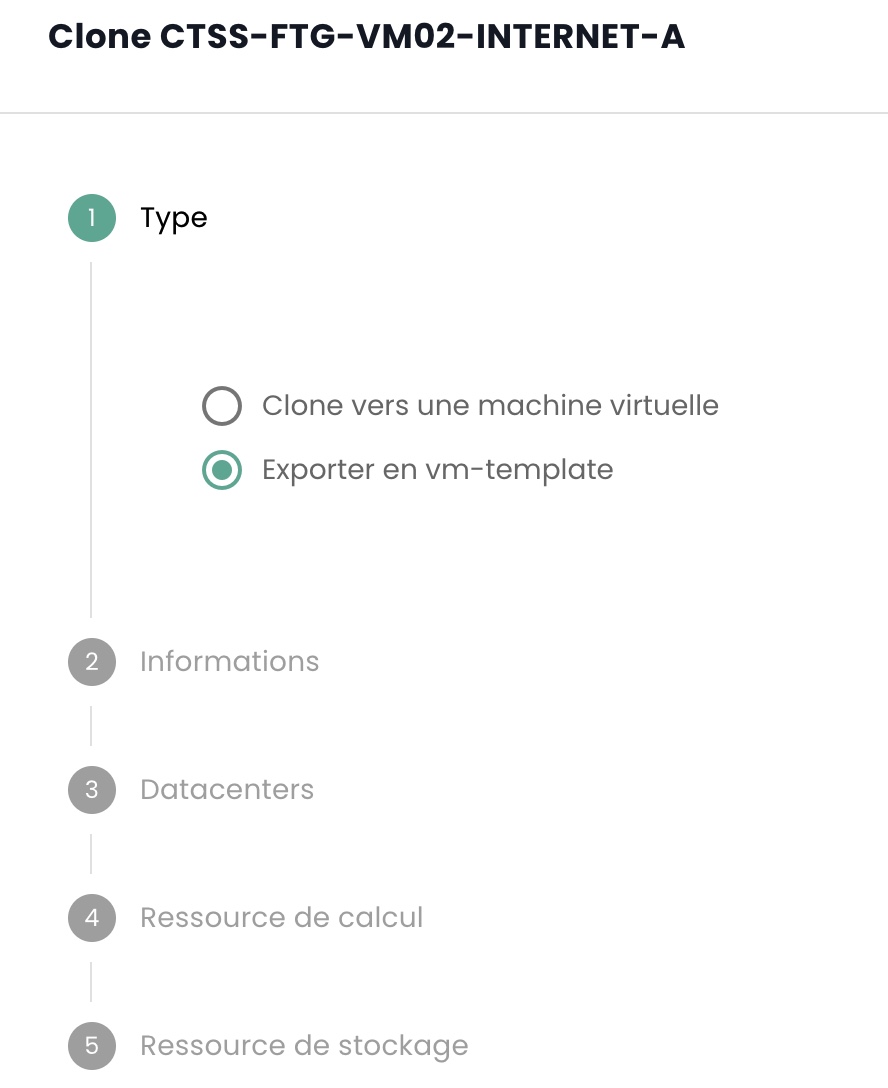 Clone CTSS-FTG-VM02-INTERNET-A
1 Type
Clone vers une machine virtuelle
Exporter en vm-template
2 Informations
3 Datacenters
4 Ressource de calcul
5 Ressource de stockage